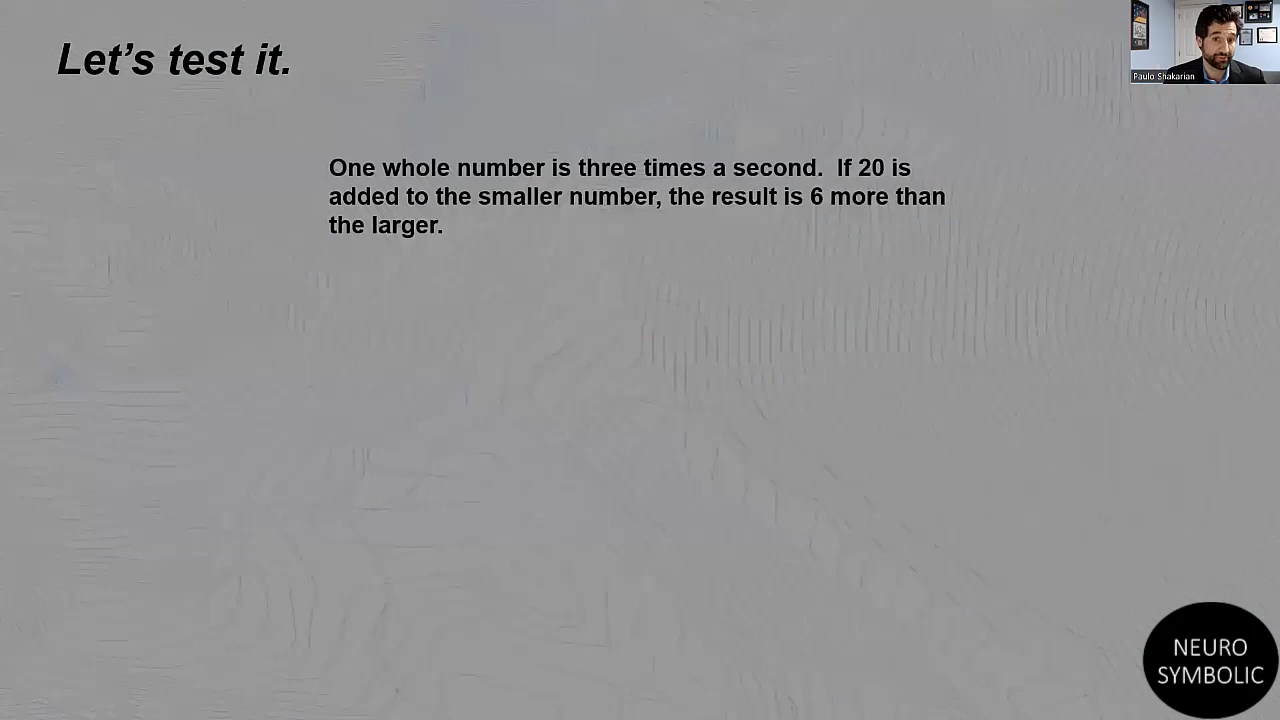 Let's test it.
Paulo Shakarian
One whole number is three times a second.  If 20 is
added to the smaller number, the result is 6 more than
the larger.
NEURO
SYMBOLIC